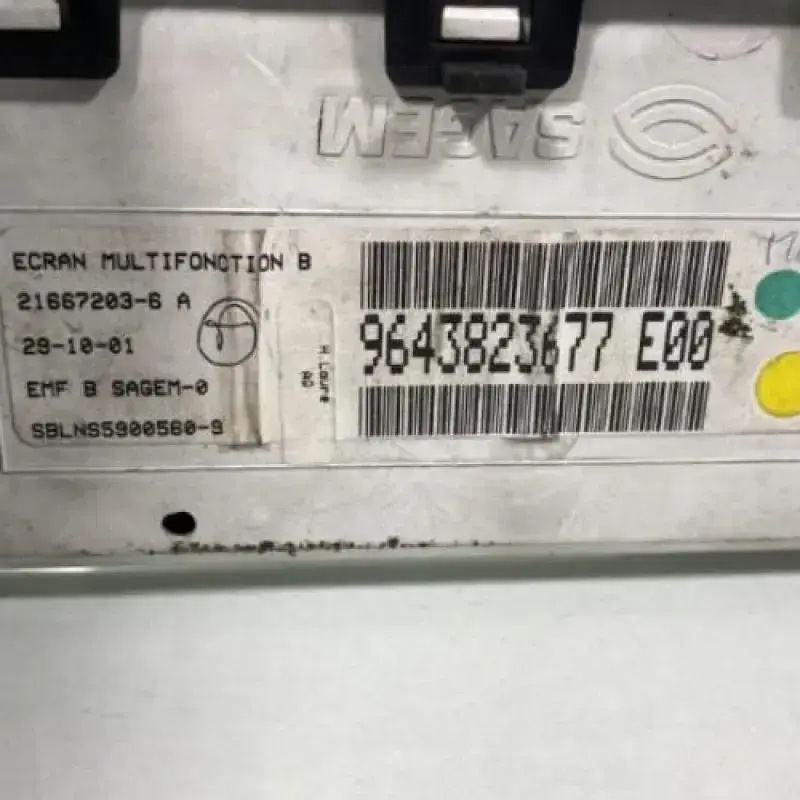 SAGEM
ECRAN MULTIFONCTION B
21667203-6 A
29-10-01
EMF B SAGEM-0
SBLNS5900560-9
9643823677 E00